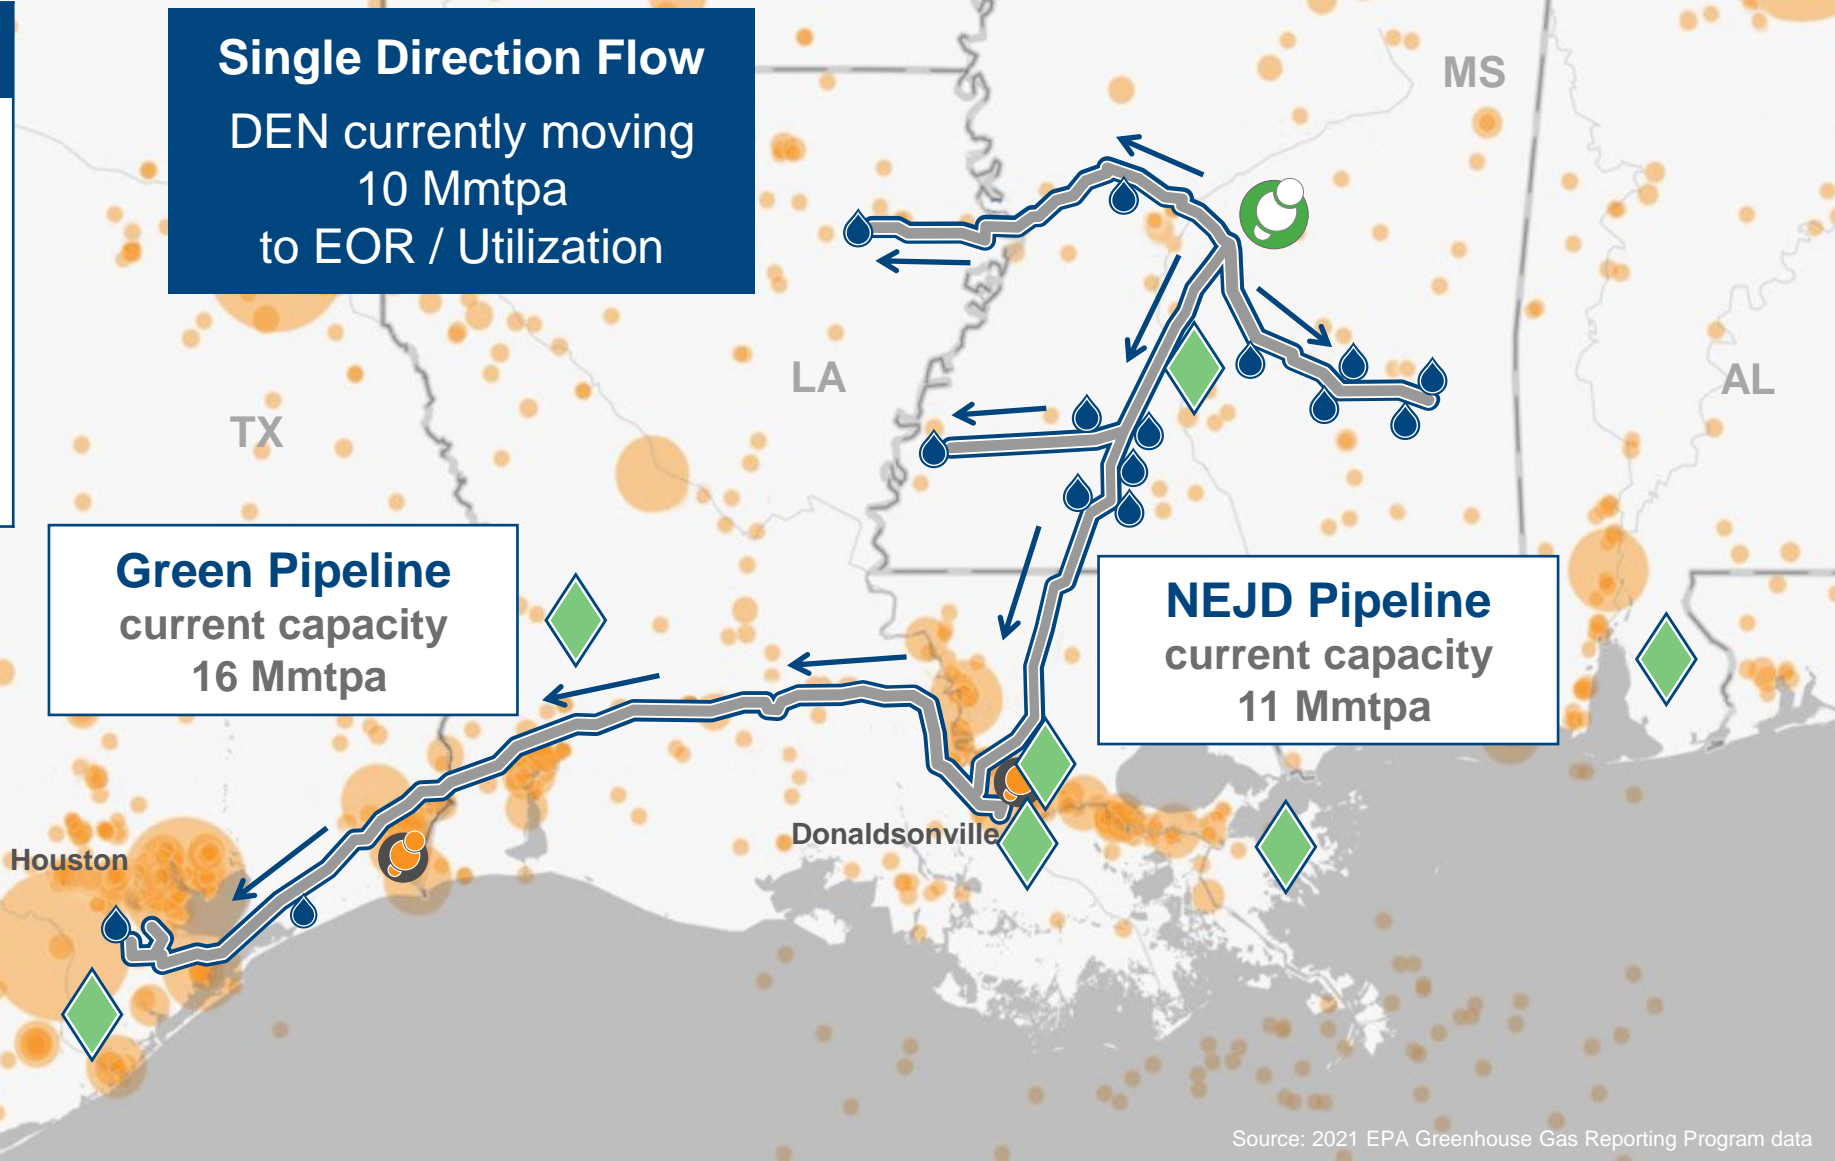 Single Direction Flow
DEN currently moving
10 Mmtpa
to EOR / Utilization
MS
LA
TX
AL
Green Pipeline
current capacity
16 Mmtpa
NEJD Pipeline
current capacity
11 Mmtpa
Donaldsonville
Houston
Source: 2021 EPA Greenhouse Gas Reporting Program data